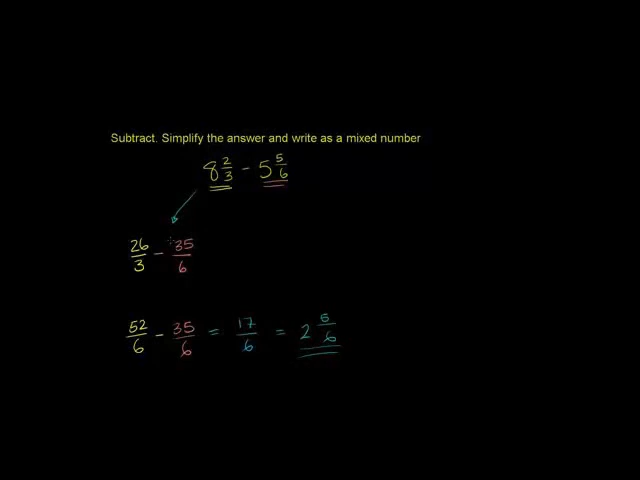 Subtract. Simplify the answer and write as a mixed number
8 2/3 - 5 5/6
26/3 - 35/6
52/6 - 35/6 = 17/6 = 2 5/6